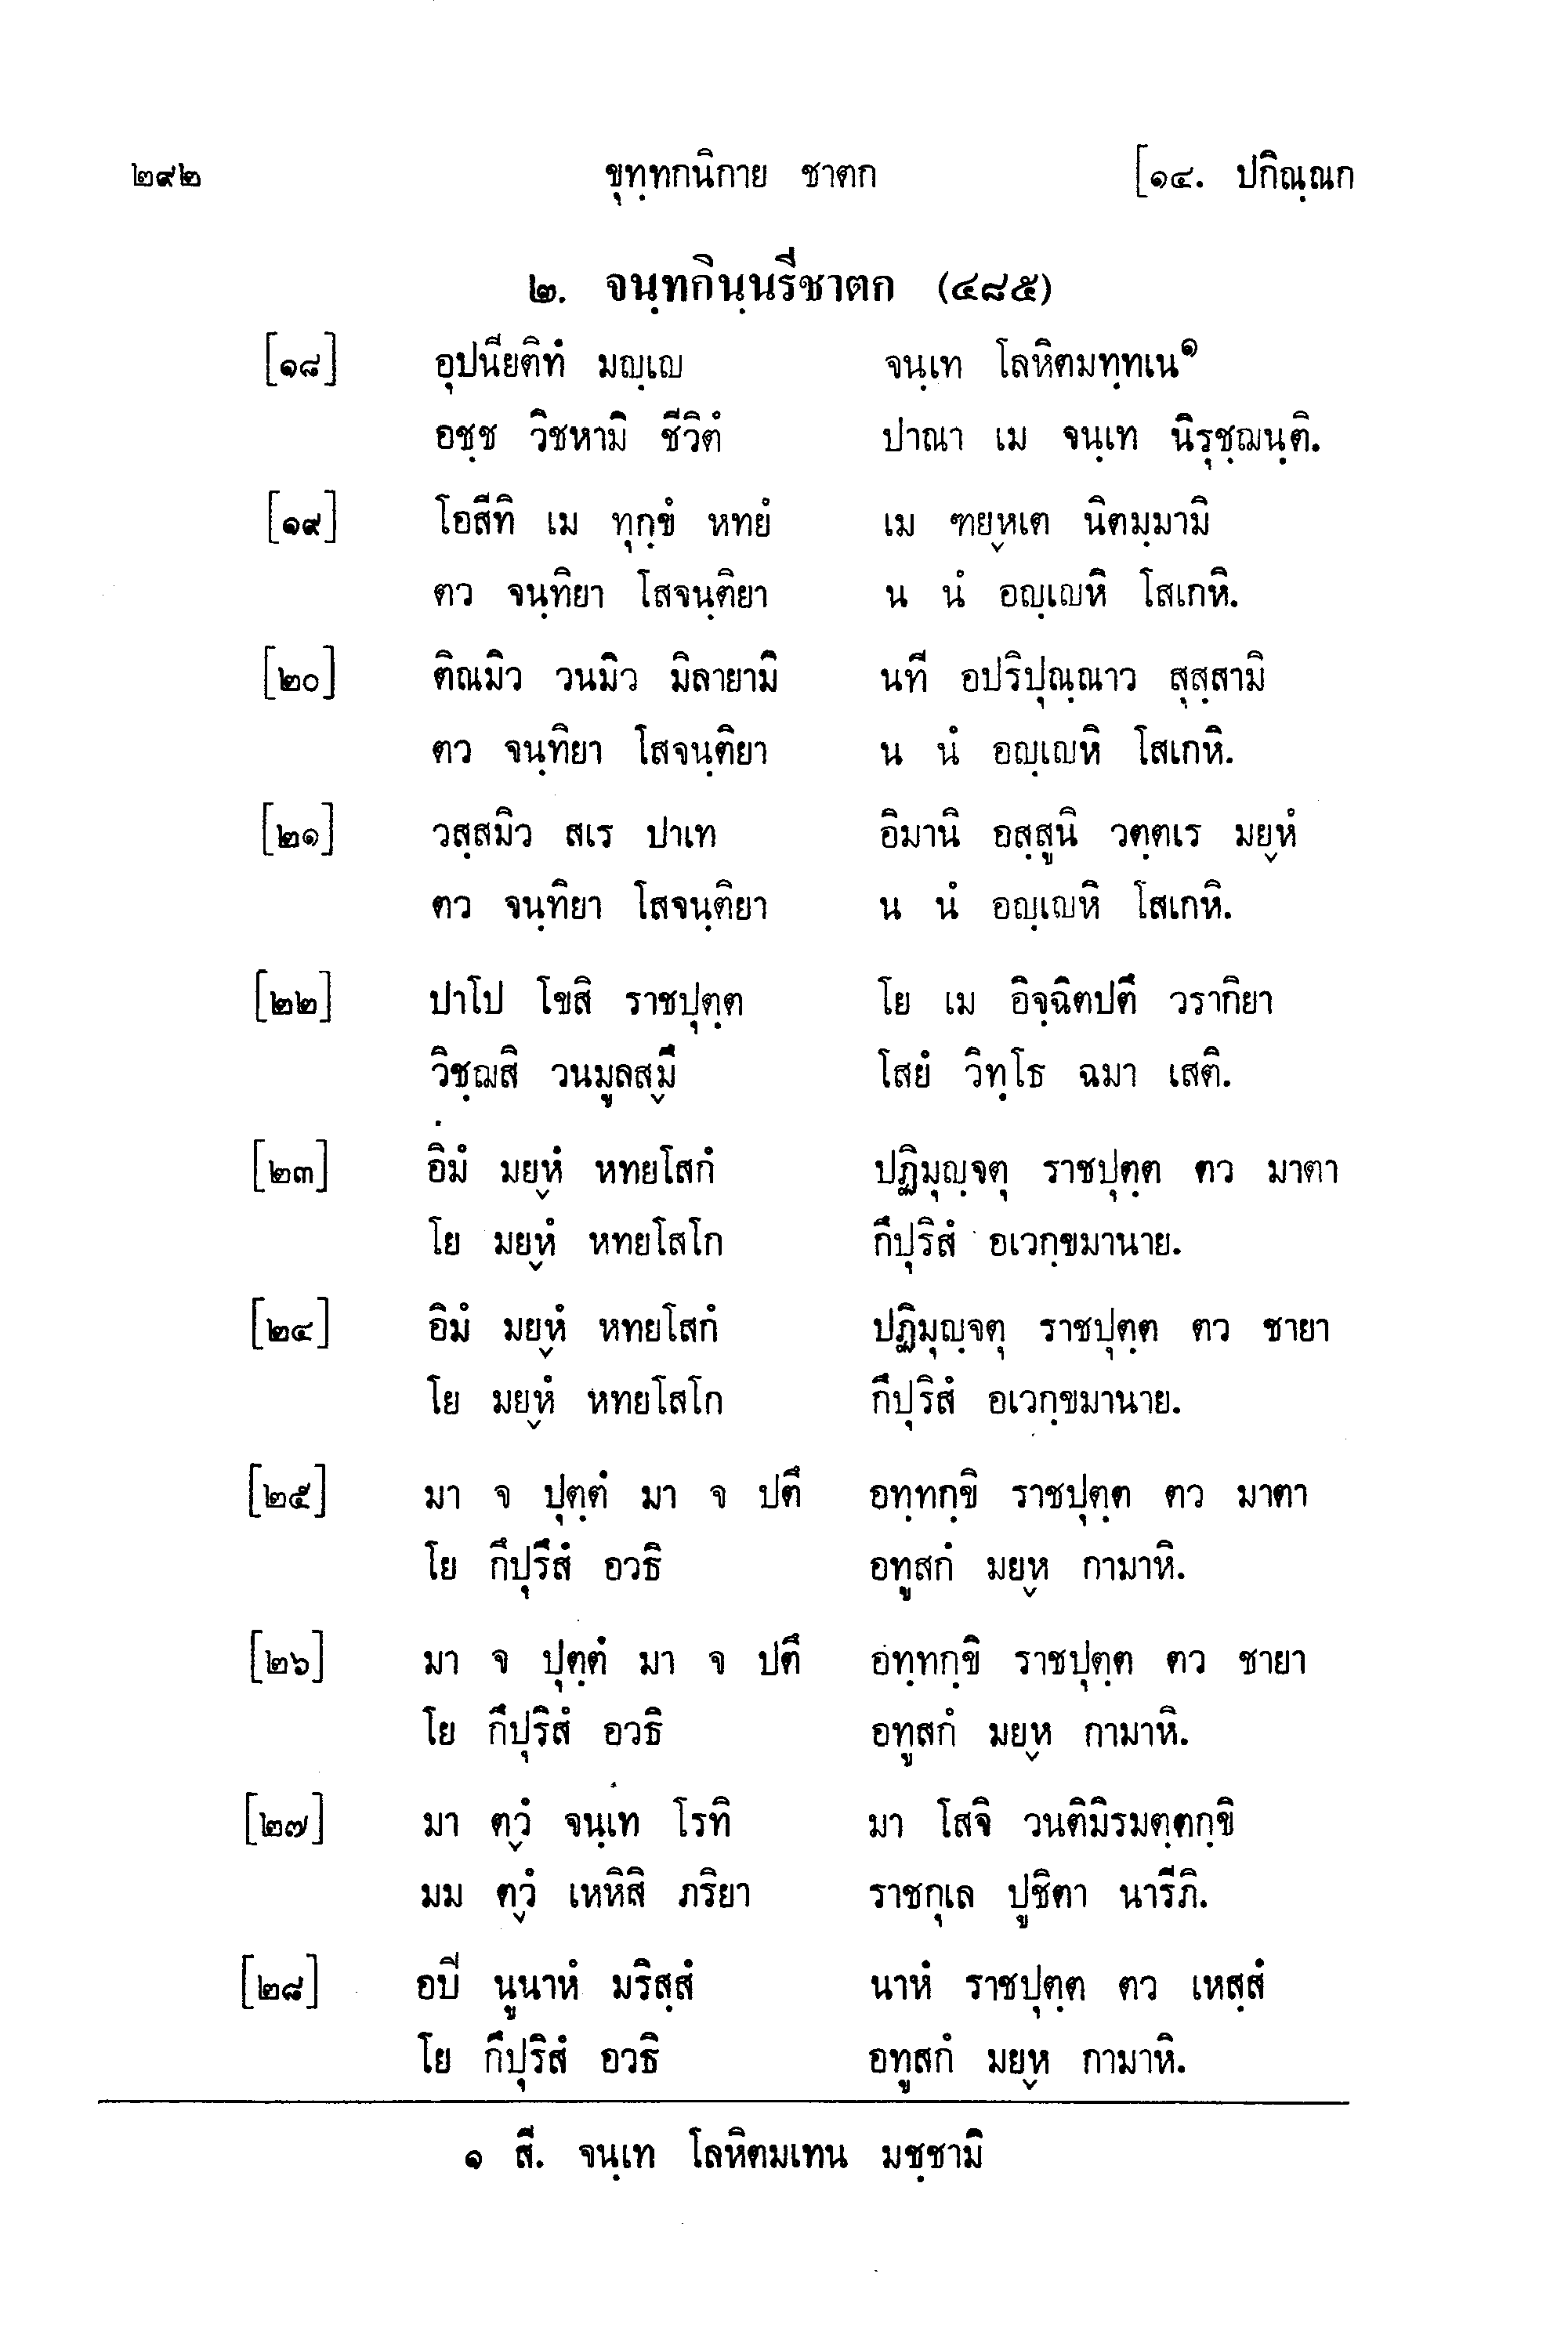 ๒๙๒ ขุทฺทกนิกาย ชาตก [๑๔. ปกิณฺณก
๒. จนฺทกินฺนรีชาตก (๔๘๕)
[๑๘] อุปนียติทํ มญฺเญ จนฺเท โลหิตมทฺทเน๑
อชฺช วิชหามิ ชีวิตํ ปาณา เม จนฺเท นิรุชฺฌนฺติ.
[๑๙] โอสีทิ เม ทุกฺขํ หทยํ เม ฑยฺหเต นิตมฺมามิ
ตว จนฺทิยา โสจนฺติยา น นํ อญฺเญหิ โสเกหิ.
[๒๐] ติณมิว วนมิว มิลายามิ นที อปริปุณฺณาว สุสฺสามิ
ตว จนฺทิยา โสจนฺติยา น นํ อญฺเญหิ โสเกหิ.
[๒๑] วสฺสมิว สเร ปาเท อิมานิ อสฺสูนิ วตฺตเร มยฺหํ
ตว จนฺทิยา โสจนฺติยา น นํ อญฺเญหิ โสเกหิ.
[๒๒] ปาโป โขสิ ราชปุตฺต โย เม อิจฺฉิตปตึ วรากิยา
วิชฺฌสิ วนมูลสฺมึ โสยํ วิทฺโธ ฉมา เสติ.
[๒๓] อิมํ มยฺหํ หทยโสกํ ปฏิมุญฺจตุ ราชปุตฺต ตว มาตา
โย มยฺหํ หทยโสโก กึปุริสํ อเวกฺขมานาย.
[๒๔] อิมํ มยฺหํ หทยโสกํ ปฏิมุญฺจตุ ราชปุตฺต ตว ชายา
โย มยฺหํ หทยโสโก กึปุริสํ อเวกฺขมานาย.
[๒๕] มา จ ปุตฺตํ มา จ ปตึ อทฺทกฺขิ ราชปุตฺต ตว มาตา
โย กึปุริสํ อวธิ อทูสกํ มยฺห กามาหิ.
[๒๖] มา จ ปุตฺตํ มา จ ปตึ อทฺทกฺขิ ราชปุตฺต ตว ชายา
โย กึปุริสํ อวธิ อทูสกํ มยฺห กามาหิ.
[๒๗] มา ตฺวํ จนฺเท โรทิ มา โสจิ วนติมิรมตฺตกฺขิ
มม ตฺวํ เหหิสิ ภริยา ราชกุเล ปูชิตา นารีภิ.
[๒๘] อปิ นูนาหํ มริสฺสํ นาหํ ราชปุตฺต ตว เหสฺสํ
โย กึปุริสํ อวธิ อทูสกํ มยฺห กามาหิ.
๑ สี. จนฺเท โลหิตมเทน มชฺชามิ